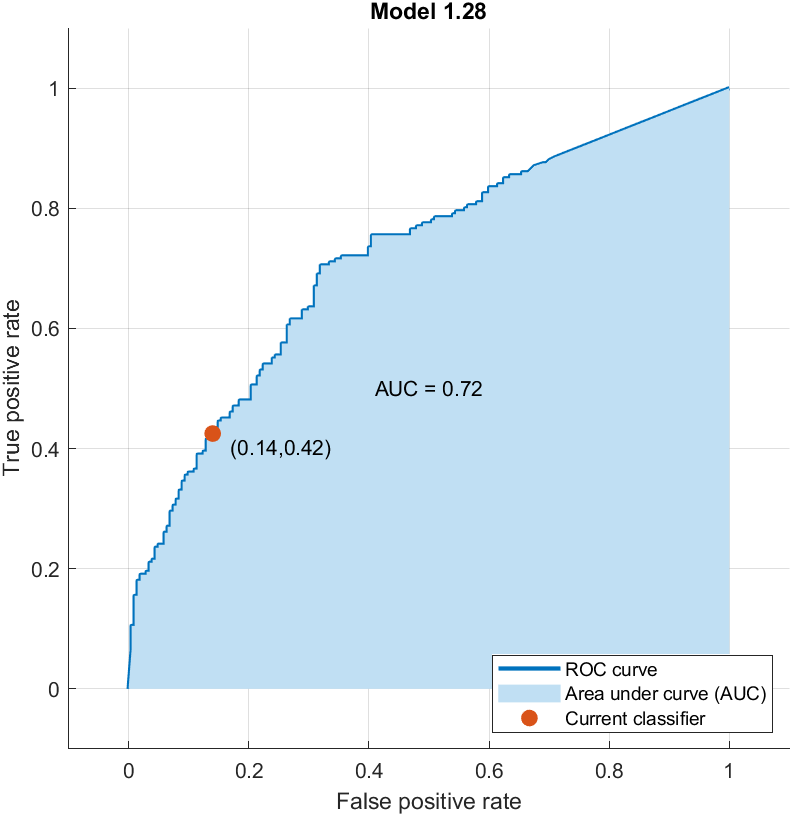 Model 1.28
True positive rate
1
0.8
0.6
0.4
0.2
0
AUC = 0.72
(0.14,0.42)
ROC curve
Area under curve (AUC)
Current classifier
0 0.2 0.4 0.6 0.8 1
False positive rate